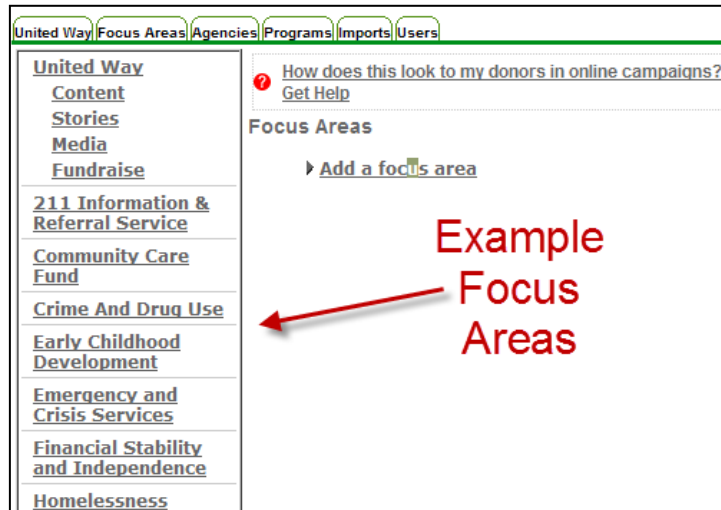 United Way Focus Areas Agencies Programs Imports Users
United Way
Content
Stories
Media
Fundraise
211 Information &
Referral Service
Community Care
Fund
Crime And Drug Use
Early Childhood
Development
Emergency and
Crisis Services
Financial Stability
and Independence
Homelessness
? How does this look to my donors in online campaigns?
Get Help
Focus Areas
Add a focus area
Example
Focus
Areas